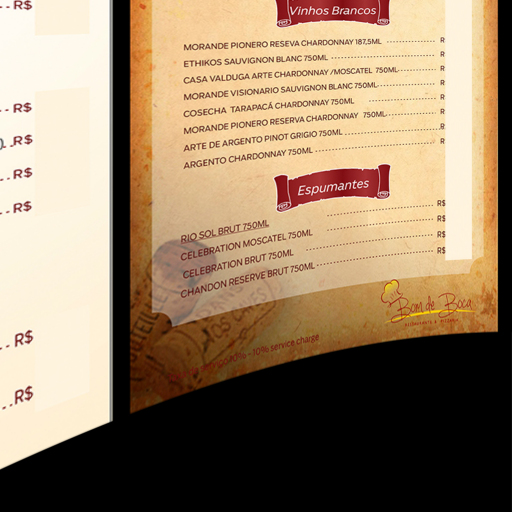 R$
R$
R$
R$
R$
R$
R$
Vinhos Brancos
MORANDE PIONERO RESEVA CHARDONNAY 187,5ML R
ETHIKOS SAUVIGNON BLANC 750ML R
CASA VALDUGA ARTE CHARDONNAY /MOSCATEL 750ML R
MORANDE VISIONARIO SAUVIGNON BLANC 750ML R
COSECHA TARAPACÁ CHARDONNAY 750ML R
MORANDE PIONERO RESERVA CHARDONNAY 750ML R
ARTE DE ARGENTO PINOT GRIGIO 750ML R
ARGENTO CHARDONNAY 750ML R
Espumantes
RIO SOL BRUT 750ML R$
CELEBRATION MOSCATEL 750ML R$
CELEBRATION BRUT 750ML R$
CHANDON RESERVE BRUT 750ML R$
Bom de Boca
RESTAURANTE & PIZZARIA
10% - 10% service charge